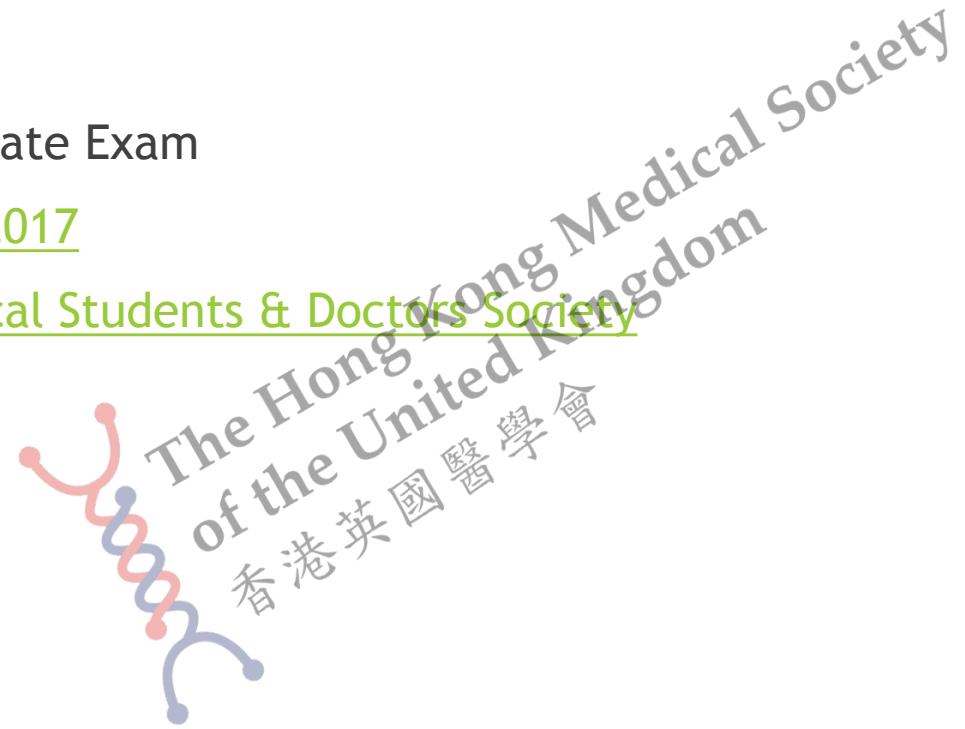 ate Exam
2017
cal Students & Doctors Society
The Hong Kong Medical Society
of the United Kingdom
香港英國醫學會